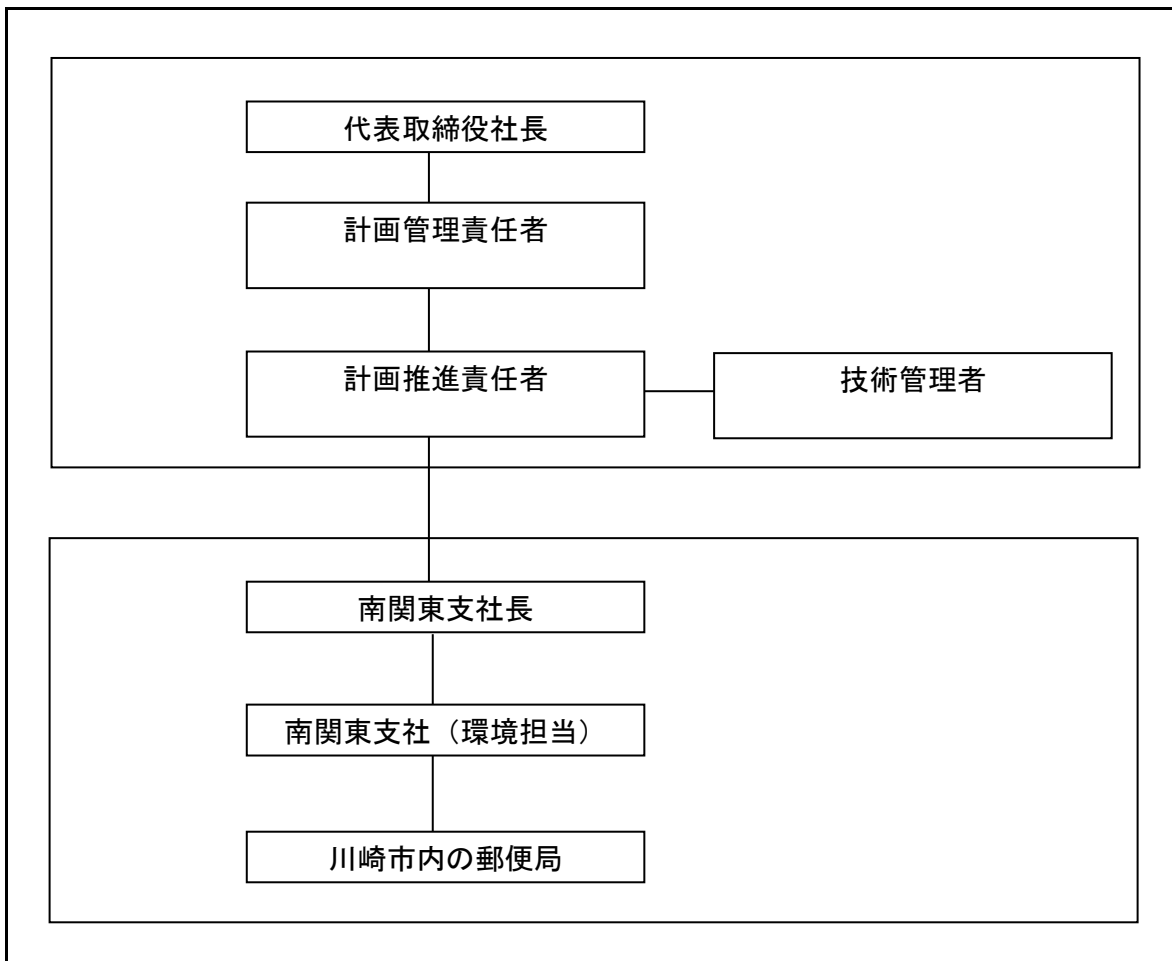 代表取締役社長
計画管理責任者
計画推進責任者
技術管理者
南関東支社長
南関東支社（環境担当）
川崎市内の郵便局